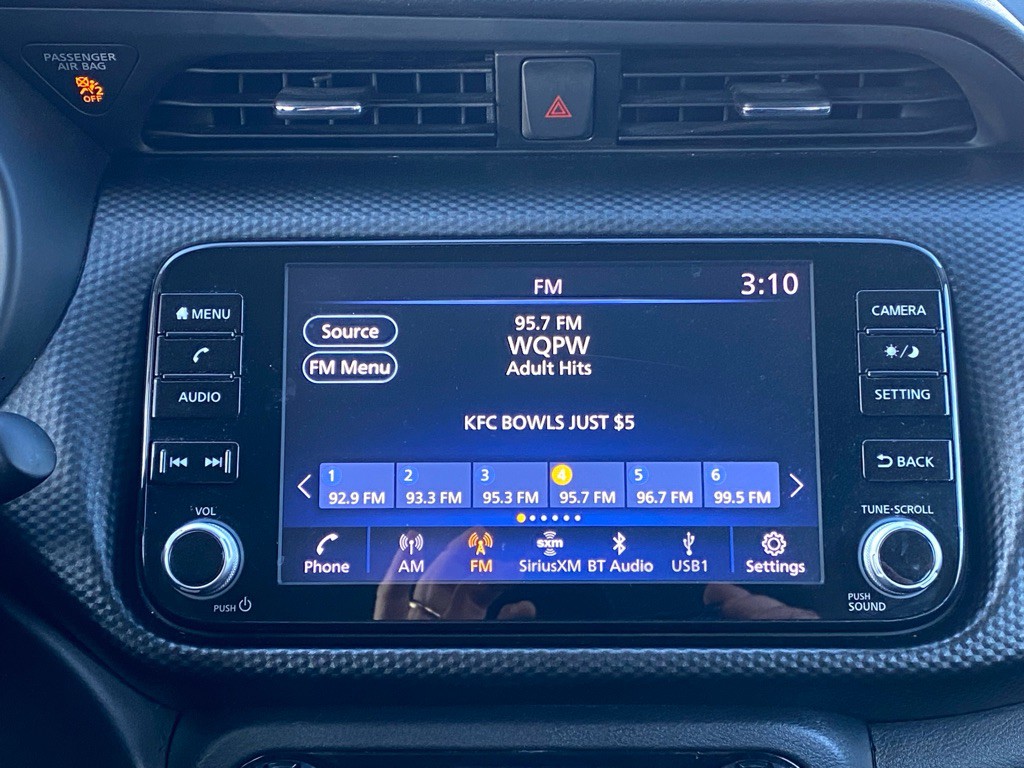 PASSENGER
AIR BAG
2
OFF
FM
3:10
MENU
AUDIO
VOL
PUSH
Source
FM Menu
95.7 FM
WQPW
Adult Hits
KFC BOWLS JUST $5
1 2 3 4 5 6
92.9 FM 93.3 FM 95.3 FM 95.7 FM 96.7 FM 99.5 FM
sxm
Phone AM FM SiriusXM BT Audio USB1 Settings
CAMERA
SETTING
BACK
TUNE·SCROLL
PUSH
SOUND